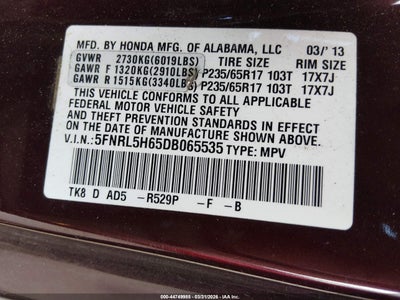 MFD. BY HONDA MFG. OF ALABAMA, LLC 03/'13
GVWR 2730KG(6019LBS) TIRE SIZE RIM SIZE
GAWR F 1320KG(2910LBS) P235/65R17 103T 17X7J
GAWR R 1515KG(3340LBS) P235/65R17 103T 17X7J
THIS VEHICLE CONFORMS TO ALL APPLICABLE
FEDERAL MOTOR VEHICLE SAFETY
STANDARDS IN EFFECT ON THE DATE OF
MANUFACTURE SHOWN ABOVE.
V.I.N.:5FNRL5H65DB065535 TYPE: MPV
TK8 D AD5 -R529P -F -B
000-44749989 - 03/31/2026 - IAA Inc.